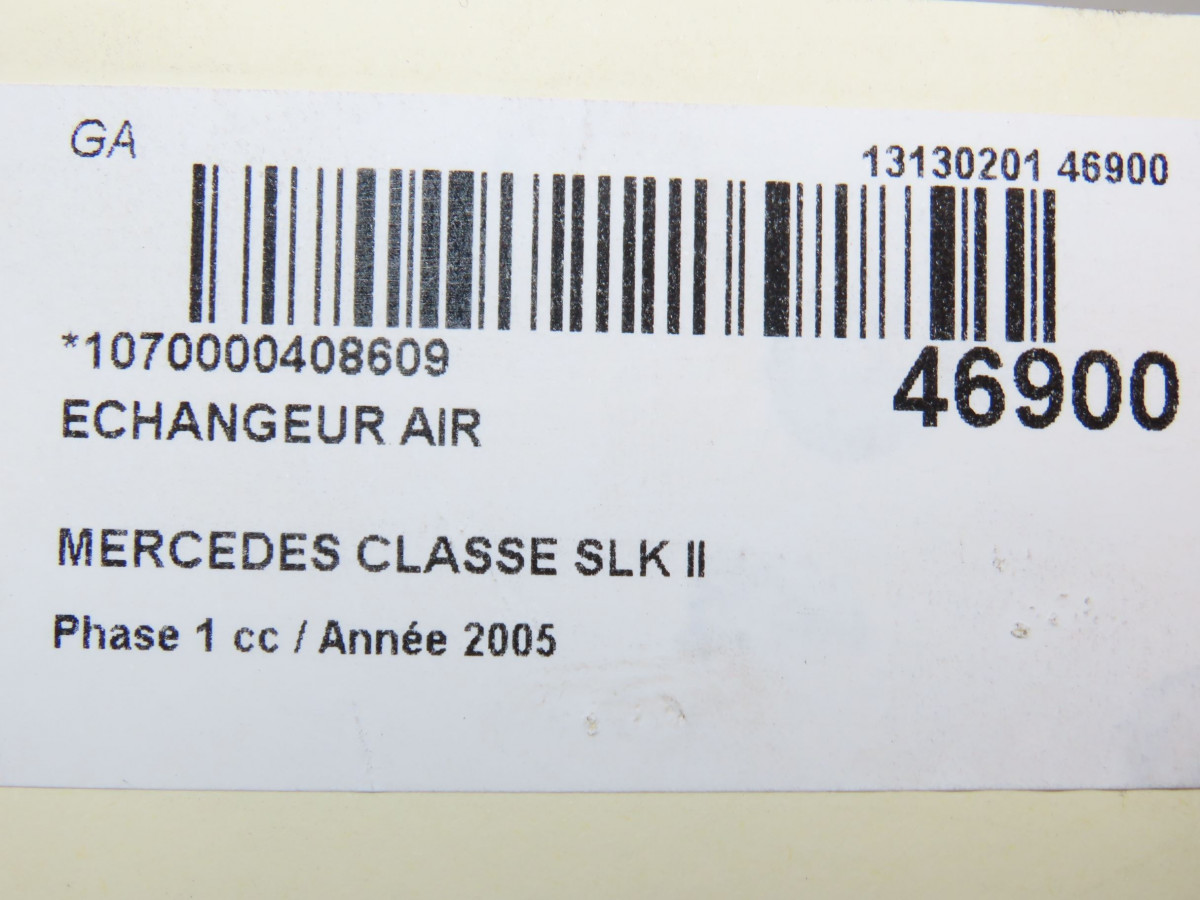 GA
13130201 46900
*1070000408609
46900
ECHANGEUR AIR
MERCEDES CLASSE SLK II
Phase 1 cc / Année 2005